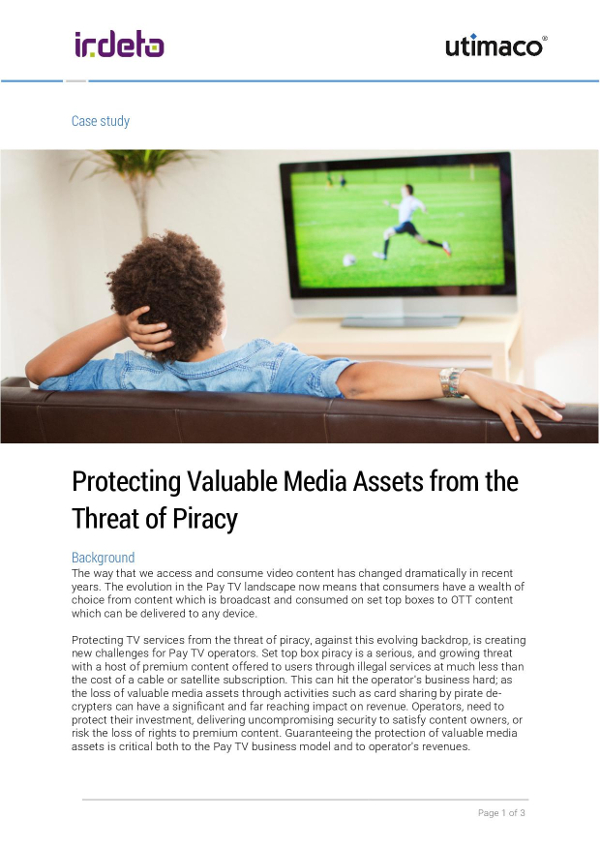 irdeto
utimaco®
Case study
Protecting Valuable Media Assets from the
Threat of Piracy
Background
The way that we access and consume video content has changed dramatically in recent
years. The evolution in the Pay TV landscape now means that consumers have a wealth of
choice from content which is broadcast and consumed on set top boxes to OTT content
which can be delivered to any device.
Protecting TV services from the threat of piracy, against this evolving backdrop, is creating
new challenges for Pay TV operators. Set top box piracy is a serious, and growing threat
with a host of premium content offered to users through illegal services at much less than
the cost of a cable or satellite subscription. This can hit the operator's business hard; as
the loss of valuable media assets through activities such as card sharing by pirate de-
crypters can have a significant and far reaching impact on revenue. Operators, need to
protect their investment, delivering uncompromising security to satisfy content owners, or
risk the loss of rights to premium content. Guaranteeing the protection of valuable media
assets is critical both to the Pay TV business model and to operator's revenues.
Page 1 of 3